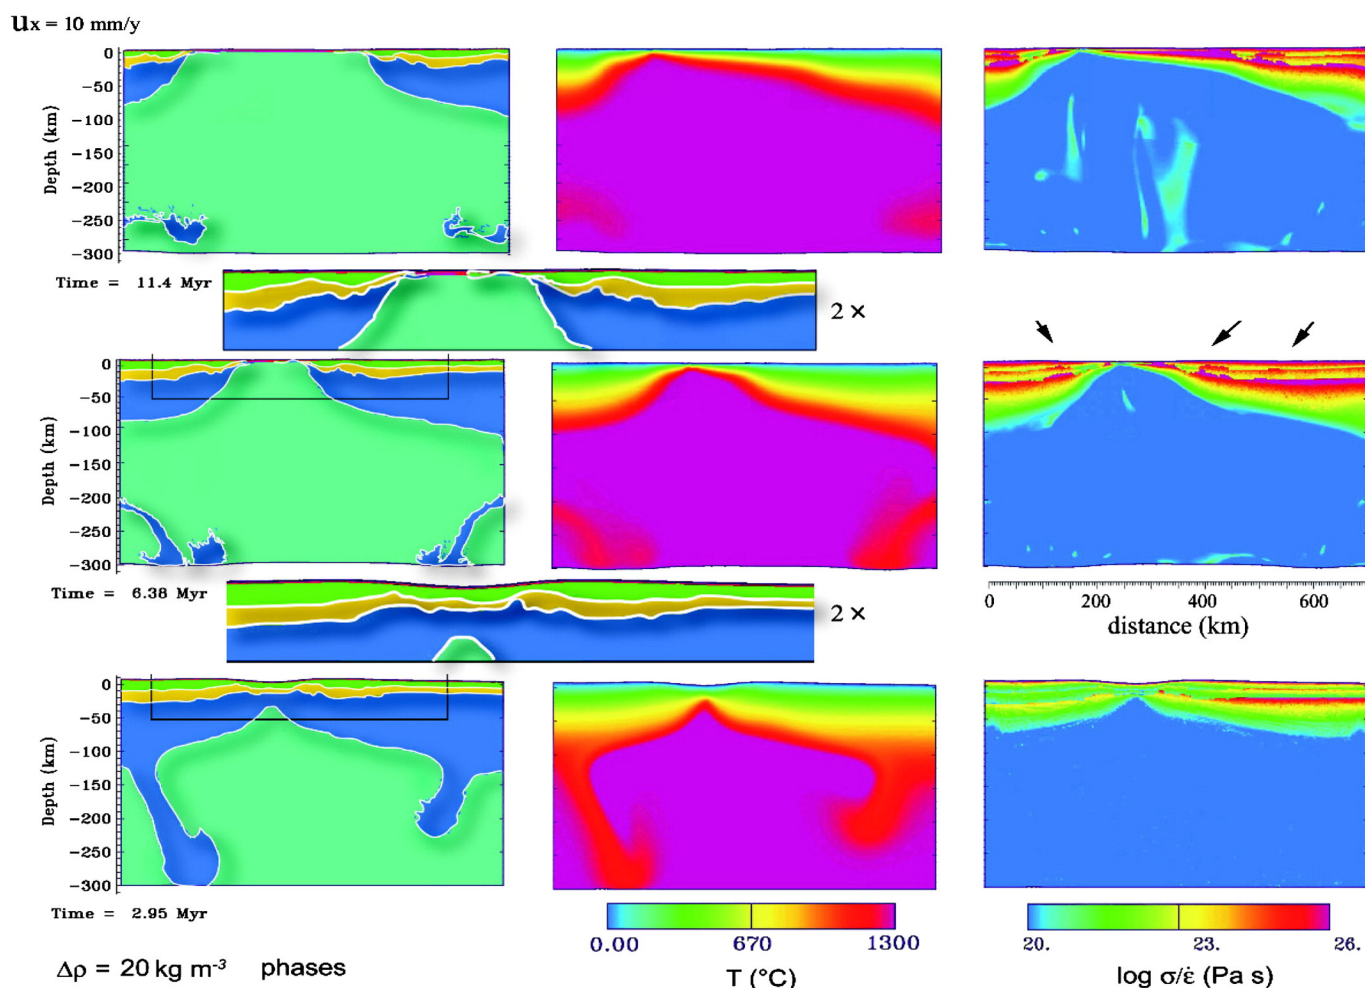 ux = 10 mm/y
0
−50
−100
−150
−200
−250
−300
Depth (km)
Time = 11.4 Myr
2 ×
0
−50
−100
−150
−200
−250
−300
Depth (km)
Time = 6.38 Myr
2 ×
0 200 400 600
distance (km)
0
−50
−100
−150
−200
−250
−300
Depth (km)
Time = 2.95 Myr
0.00 670 1300
T (°C)
20. 23. 26.
log σ/ε̇ (Pa s)
Δρ = 20 kg m⁻³ phases